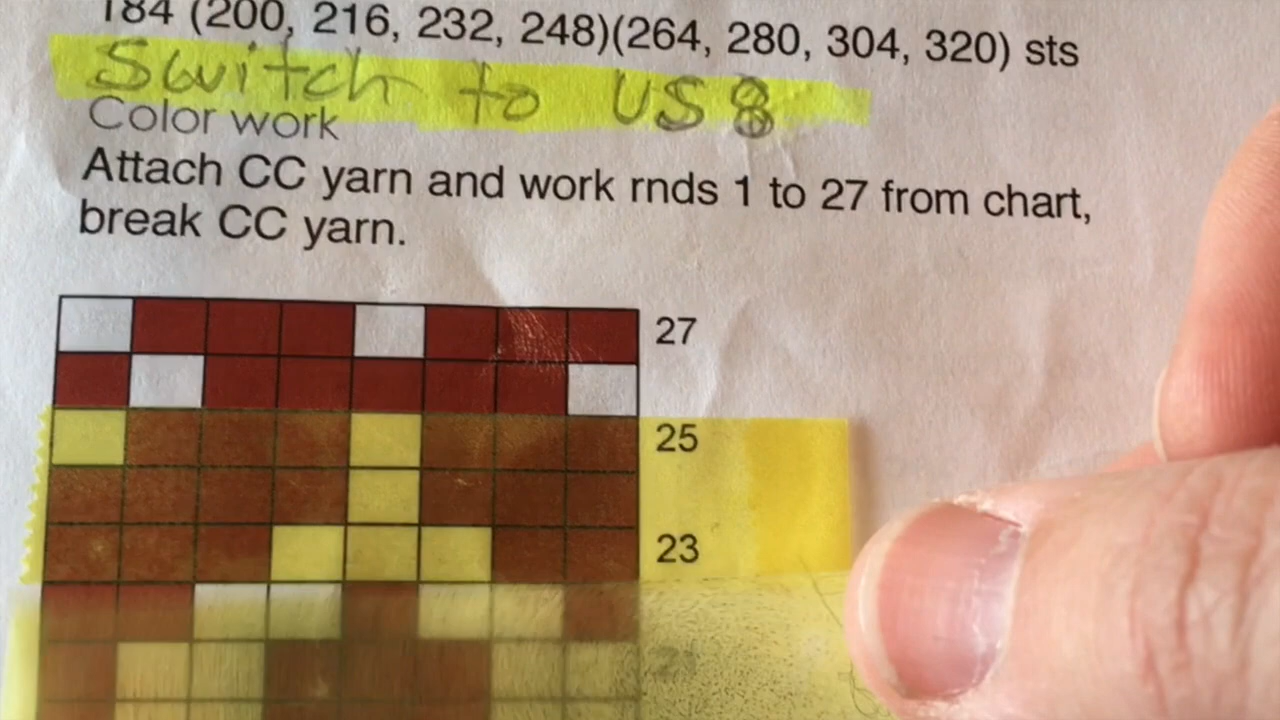 184 (200, 216, 232, 248)(264, 280, 304, 320) sts
Switch to US 8
Color work
Attach CC yarn and work rnds 1 to 27 from chart,
break CC yarn.
27
25
23